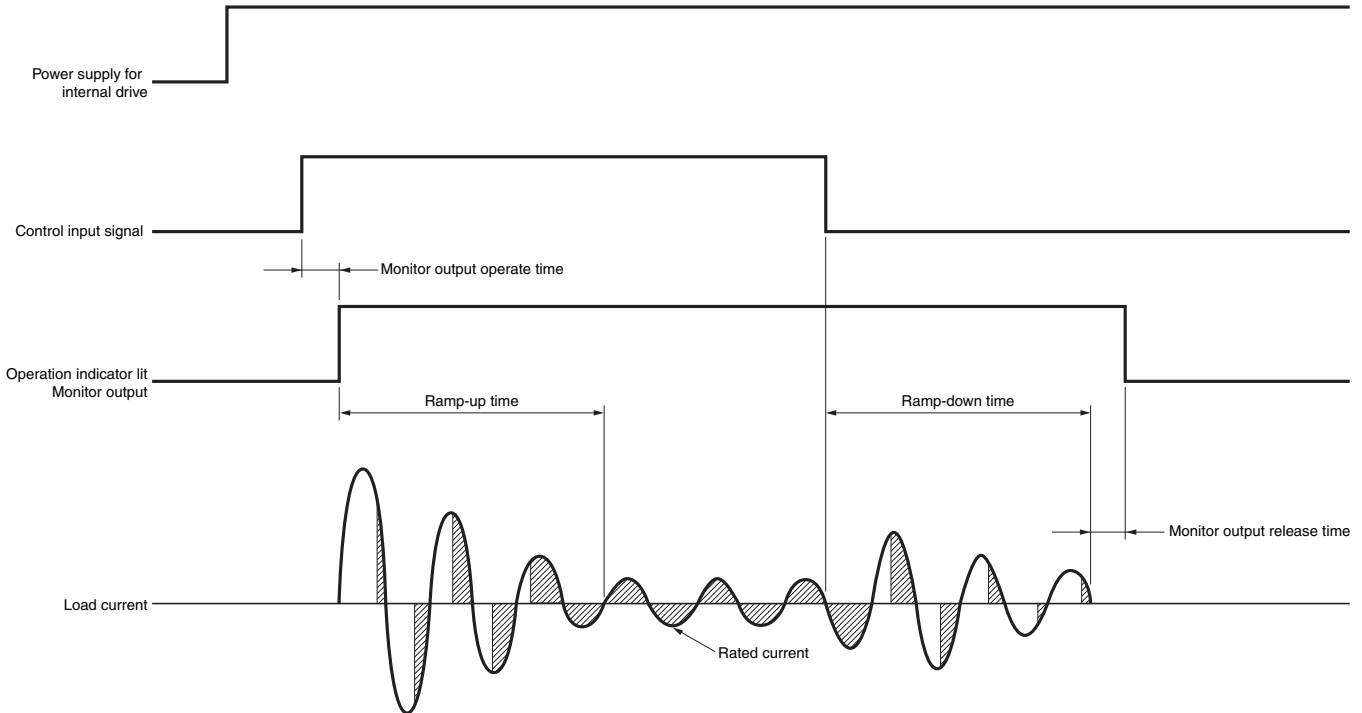 Power supply for
internal drive
Control input signal
Monitor output operate time
Operation indicator lit
Monitor output
Ramp-up time
Ramp-down time
Monitor output release time
Load current
Rated current